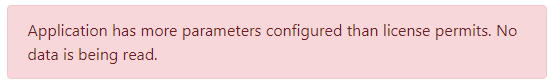 Application has more parameters configured than license permits. No
data is being read.